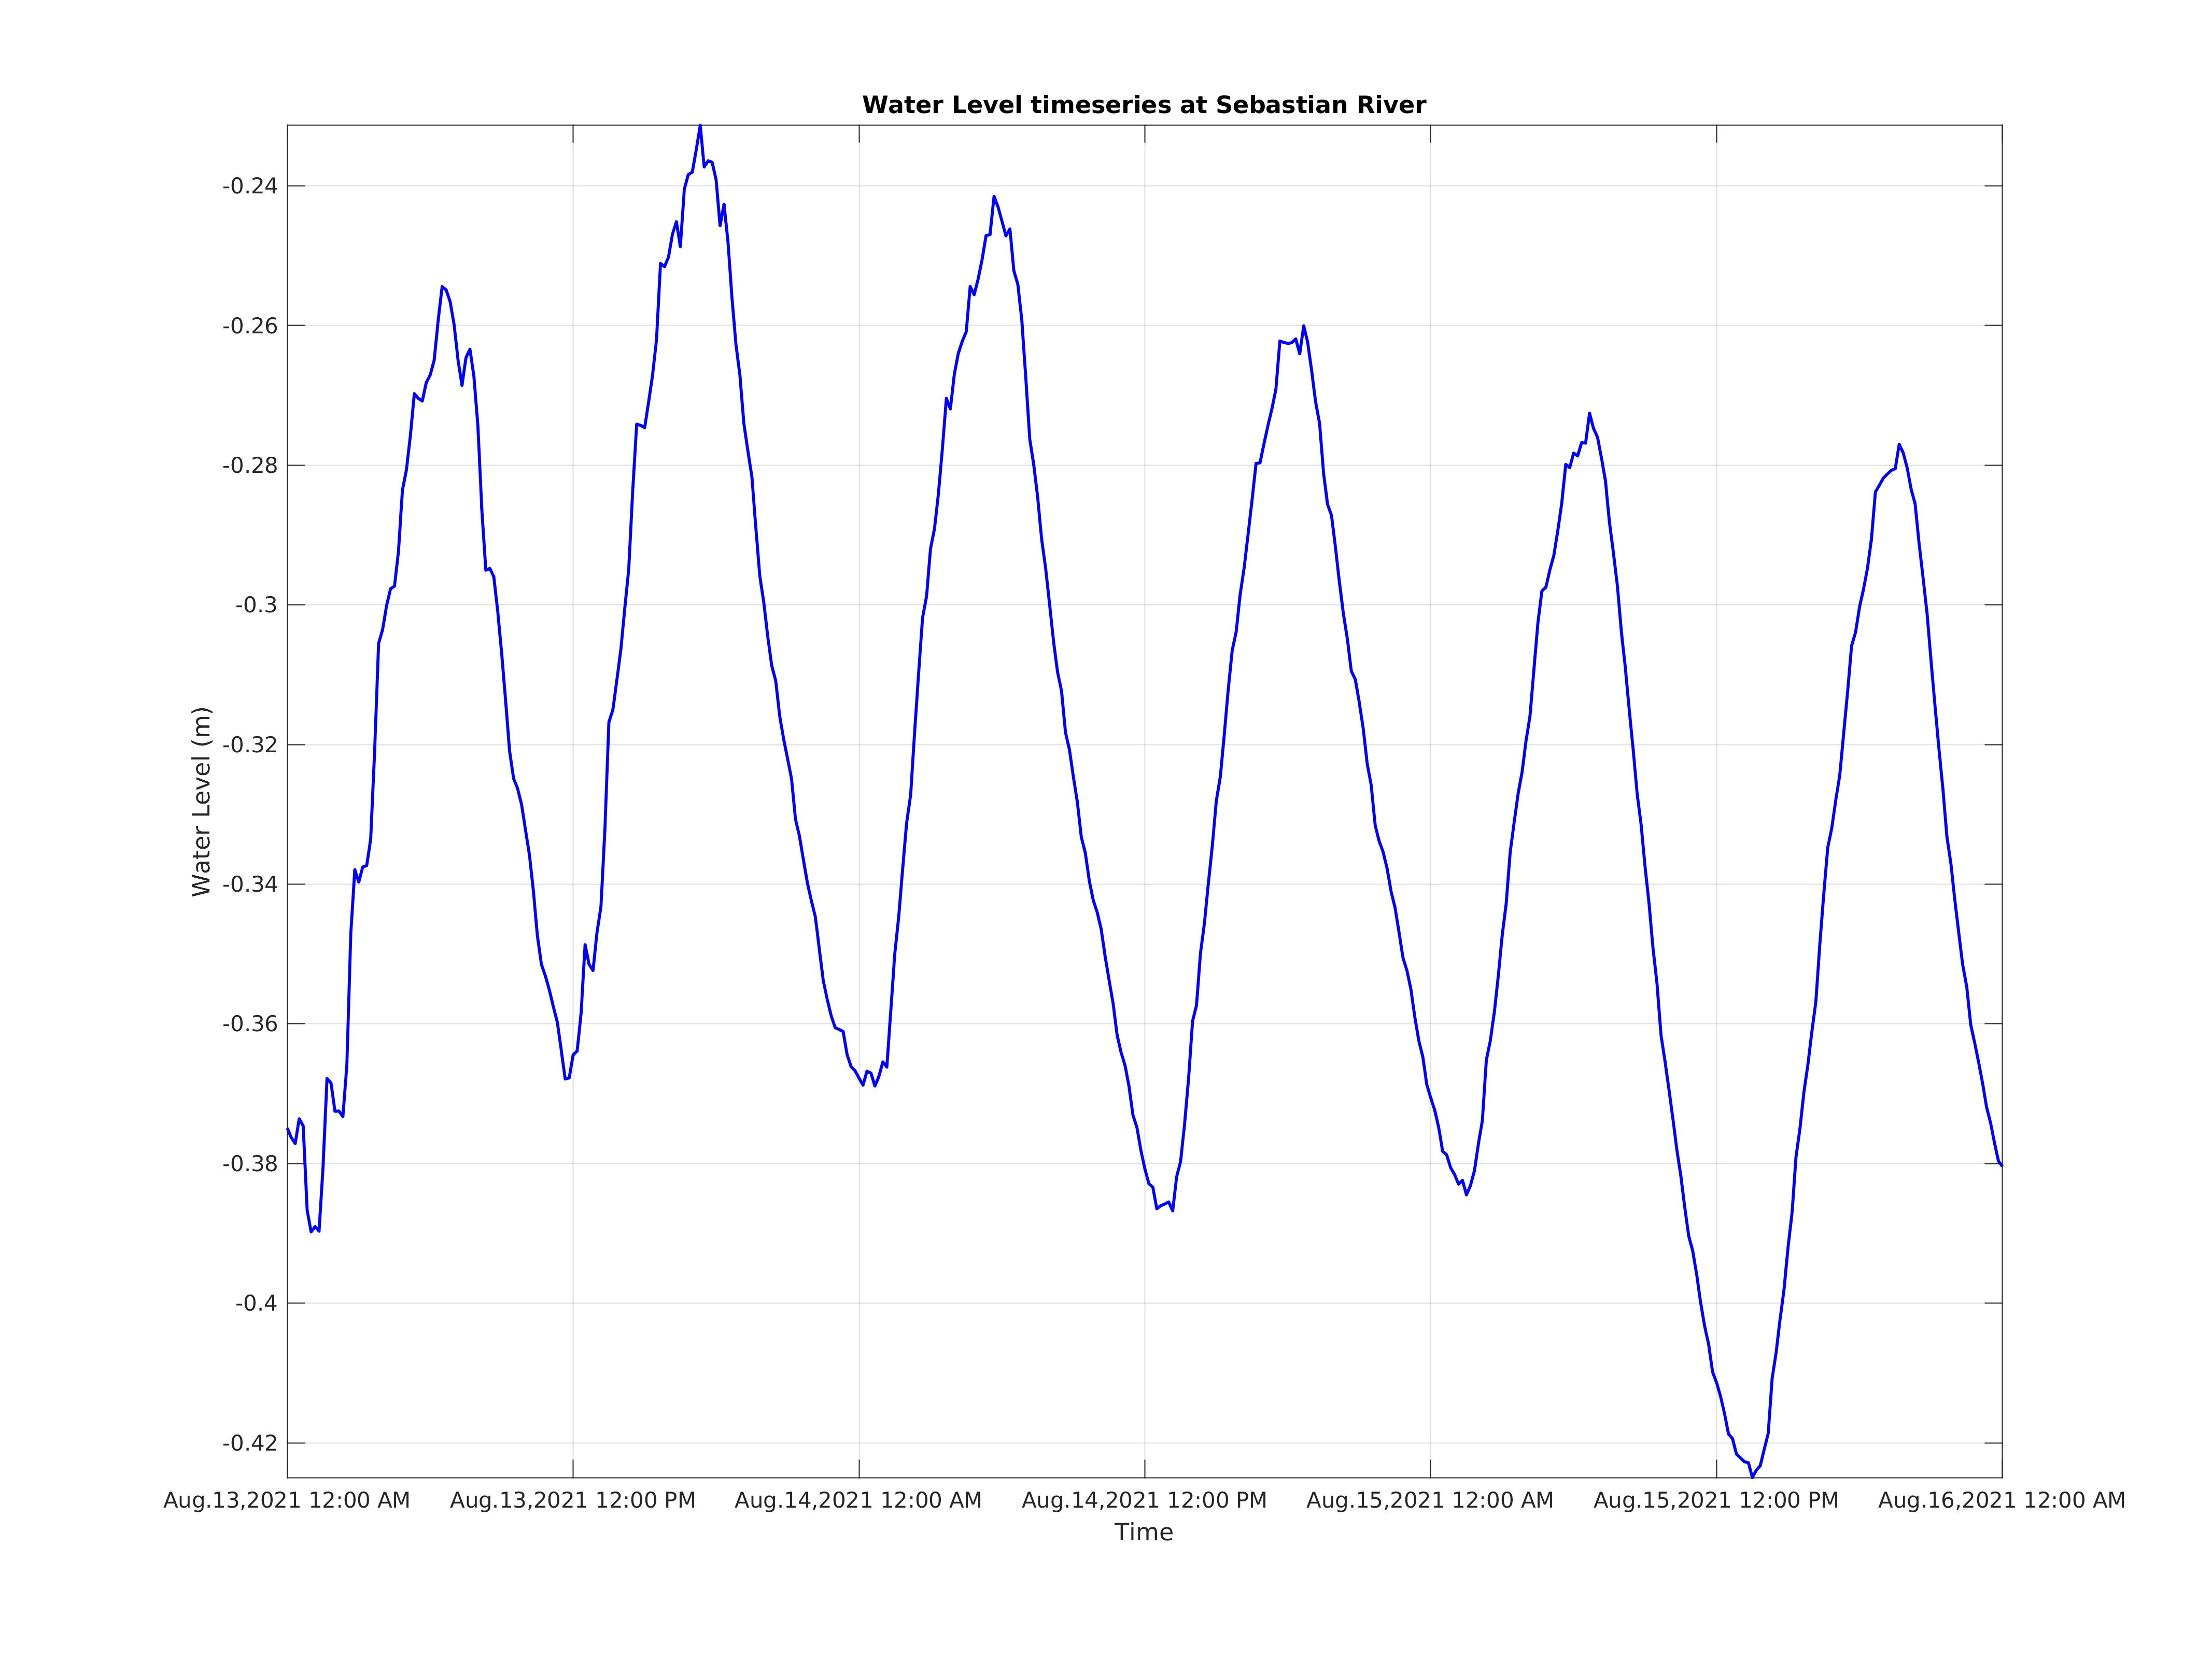 Water Level timeseries at Sebastian River
-0.24
-0.26
-0.28
-0.3
-0.32
-0.34
-0.36
-0.38
-0.4
-0.42
Water Level (m)
Aug.13,2021 12:00 AM
Aug.13,2021 12:00 PM
Aug.14,2021 12:00 AM
Aug.14,2021 12:00 PM
Aug.15,2021 12:00 AM
Aug.15,2021 12:00 PM
Aug.16,2021 12:00 AM
Time